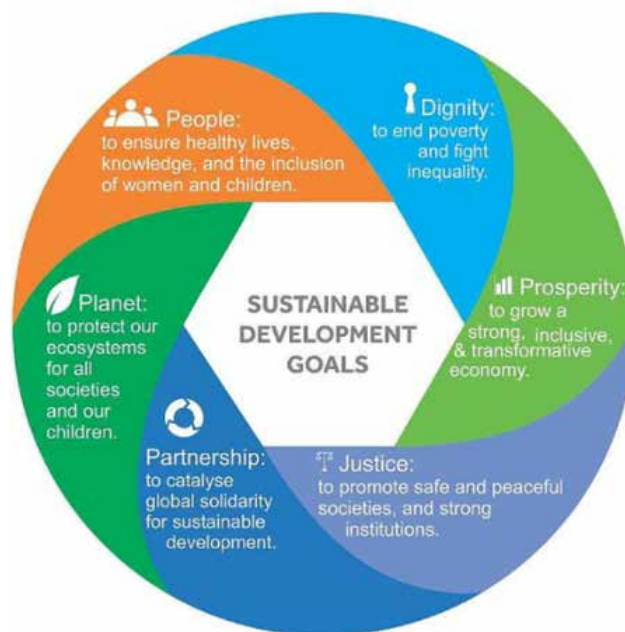 People:
to ensure healthy lives,
knowledge, and the inclusion
of women and children.
Dignity:
to end poverty
and fight
inequality.
Prosperity:
to grow a
strong, inclusive,
& transformative
economy.
Justice:
to promote safe and peaceful
societies, and strong
institutions.
Partnership:
to catalyse
global solidarity
for sustainable
development.
Planet:
to protect our
ecosystems
for all
societies
and our
children.
SUSTAINABLE
DEVELOPMENT
GOALS